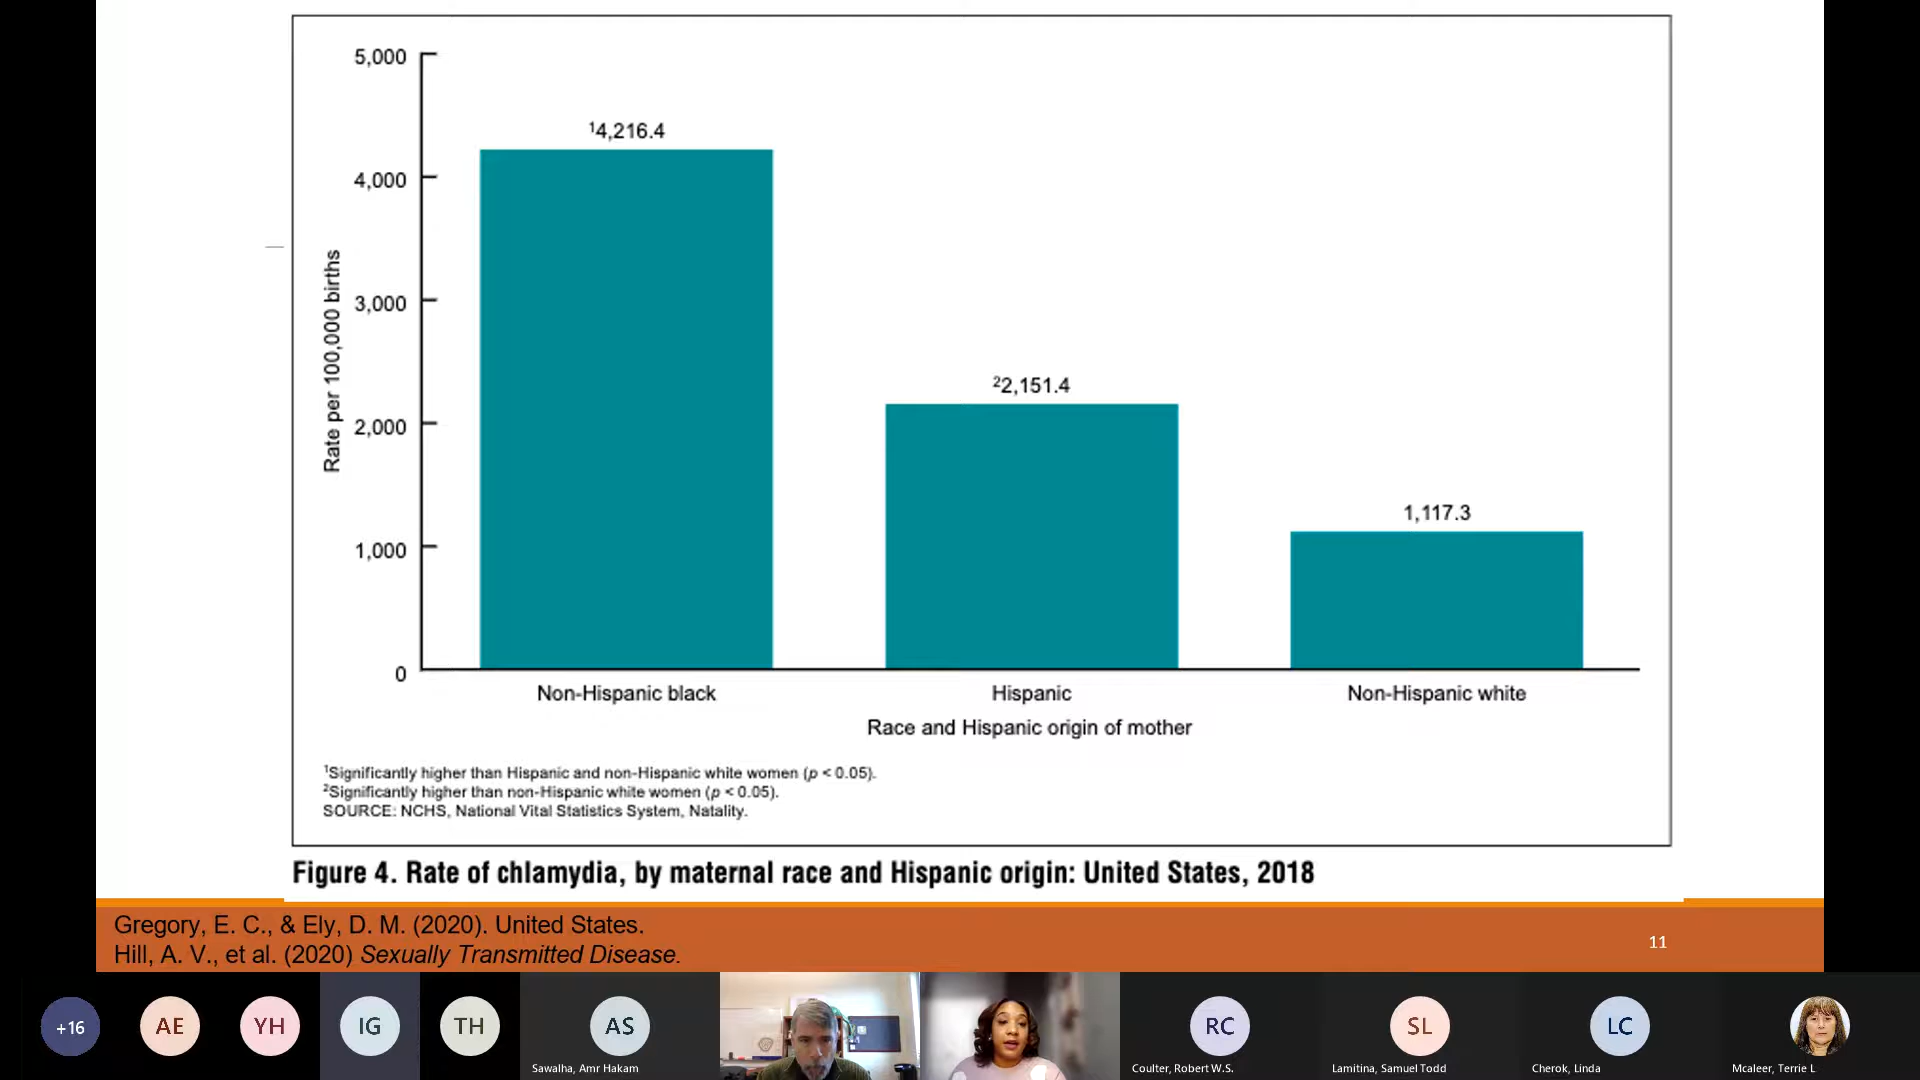 5,000
¹4,216.4
4,000
3,000
²2,151.4
2,000
1,117.3
1,000
0
Rate per 100,000 births
Non-Hispanic black
Hispanic
Non-Hispanic white
Race and Hispanic origin of mother
¹Significantly higher than Hispanic and non-Hispanic white women (p < 0.05).
²Significantly higher than non-Hispanic white women (p < 0.05).
SOURCE: NCHS, National Vital Statistics System, Natality.
Figure 4. Rate of chlamydia, by maternal race and Hispanic origin: United States, 2018
Gregory, E. C., & Ely, D. M. (2020). United States.
Hill, A. V., et al. (2020) Sexually Transmitted Disease.
11
+16
AE
YH
IG
TH
AS
Sawalha, Amr Hakam
RC
Coulter, Robert W.S.
SL
Lamitina, Samuel Todd
LC
Cherok, Linda
Mcaleer, Terrie L